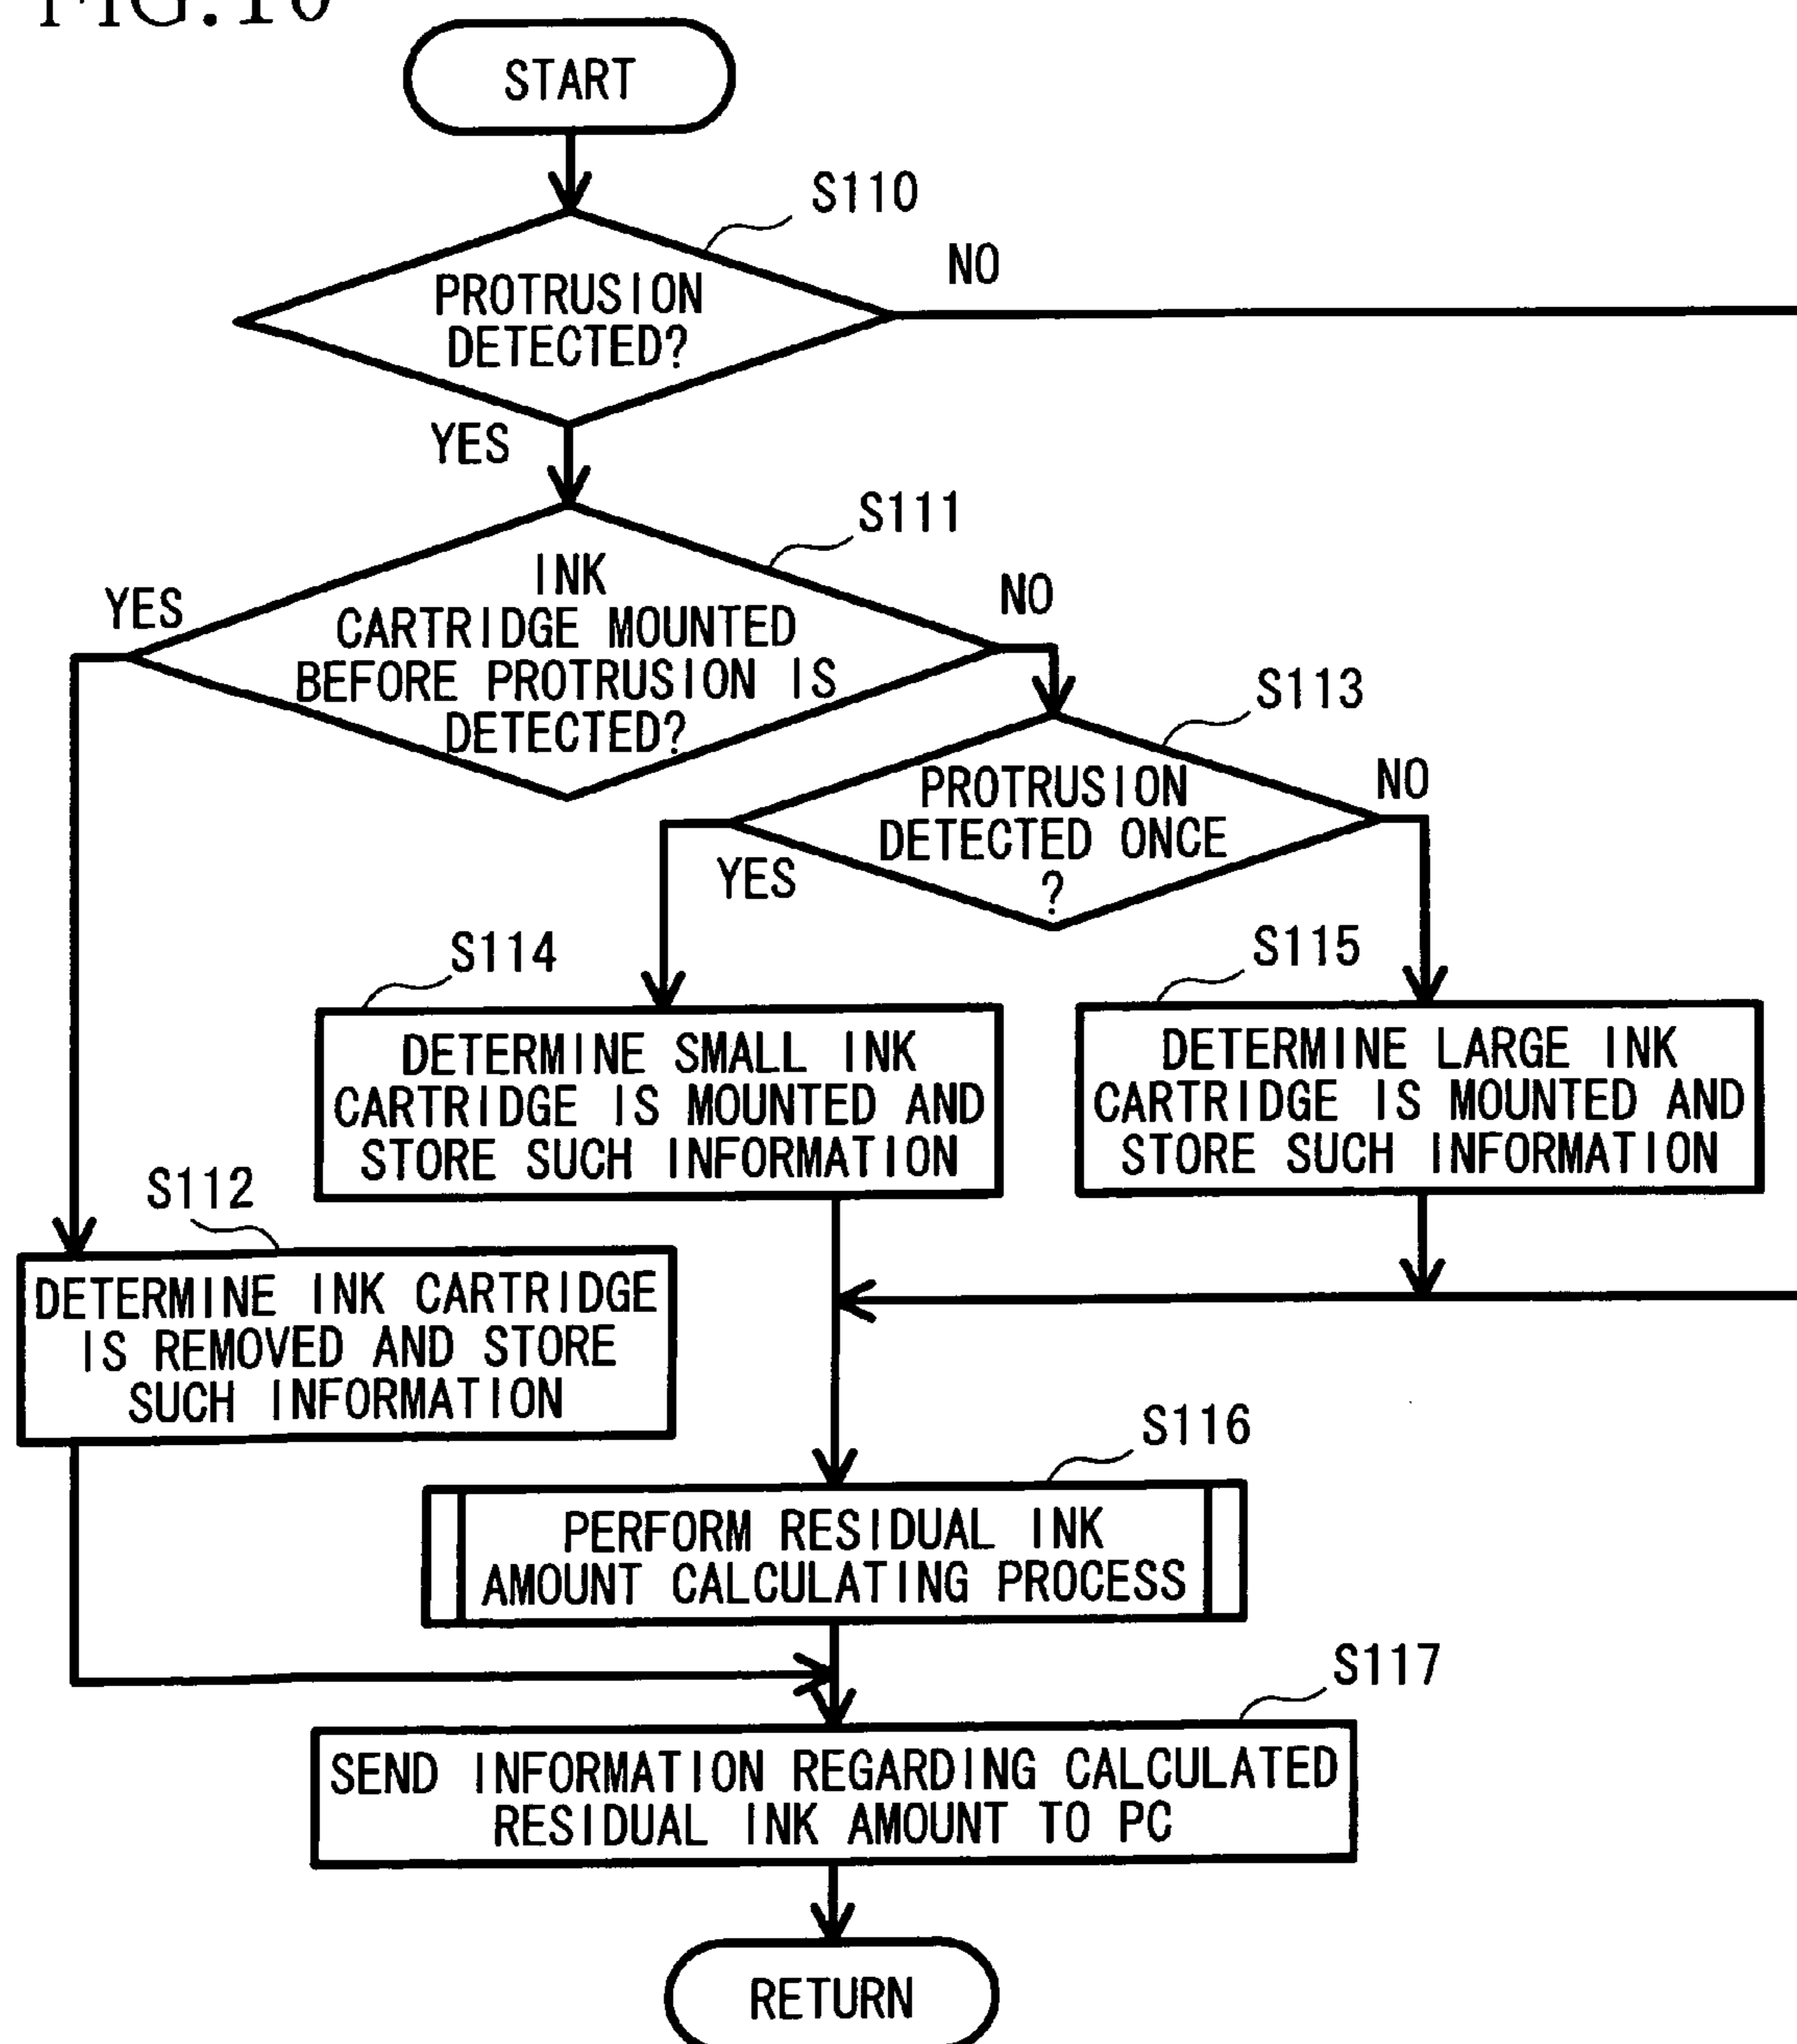 FIG.10
START
S110
PROTRUSION
DETECTED?
NO
YES
S111
INK
CARTRIDGE MOUNTED
BEFORE PROTRUSION IS
DETECTED?
YES
NO
S113
PROTRUSION
DETECTED ONCE
?
YES
NO
S114
DETERMINE SMALL INK
CARTRIDGE IS MOUNTED AND
STORE SUCH INFORMATION
S115
DETERMINE LARGE INK
CARTRIDGE IS MOUNTED AND
STORE SUCH INFORMATION
S112
DETERMINE INK CARTRIDGE
IS REMOVED AND STORE
SUCH INFORMATION
S116
PERFORM RESIDUAL INK
AMOUNT CALCULATING PROCESS
S117
SEND INFORMATION REGARDING CALCULATED
RESIDUAL INK AMOUNT TO PC
RETURN